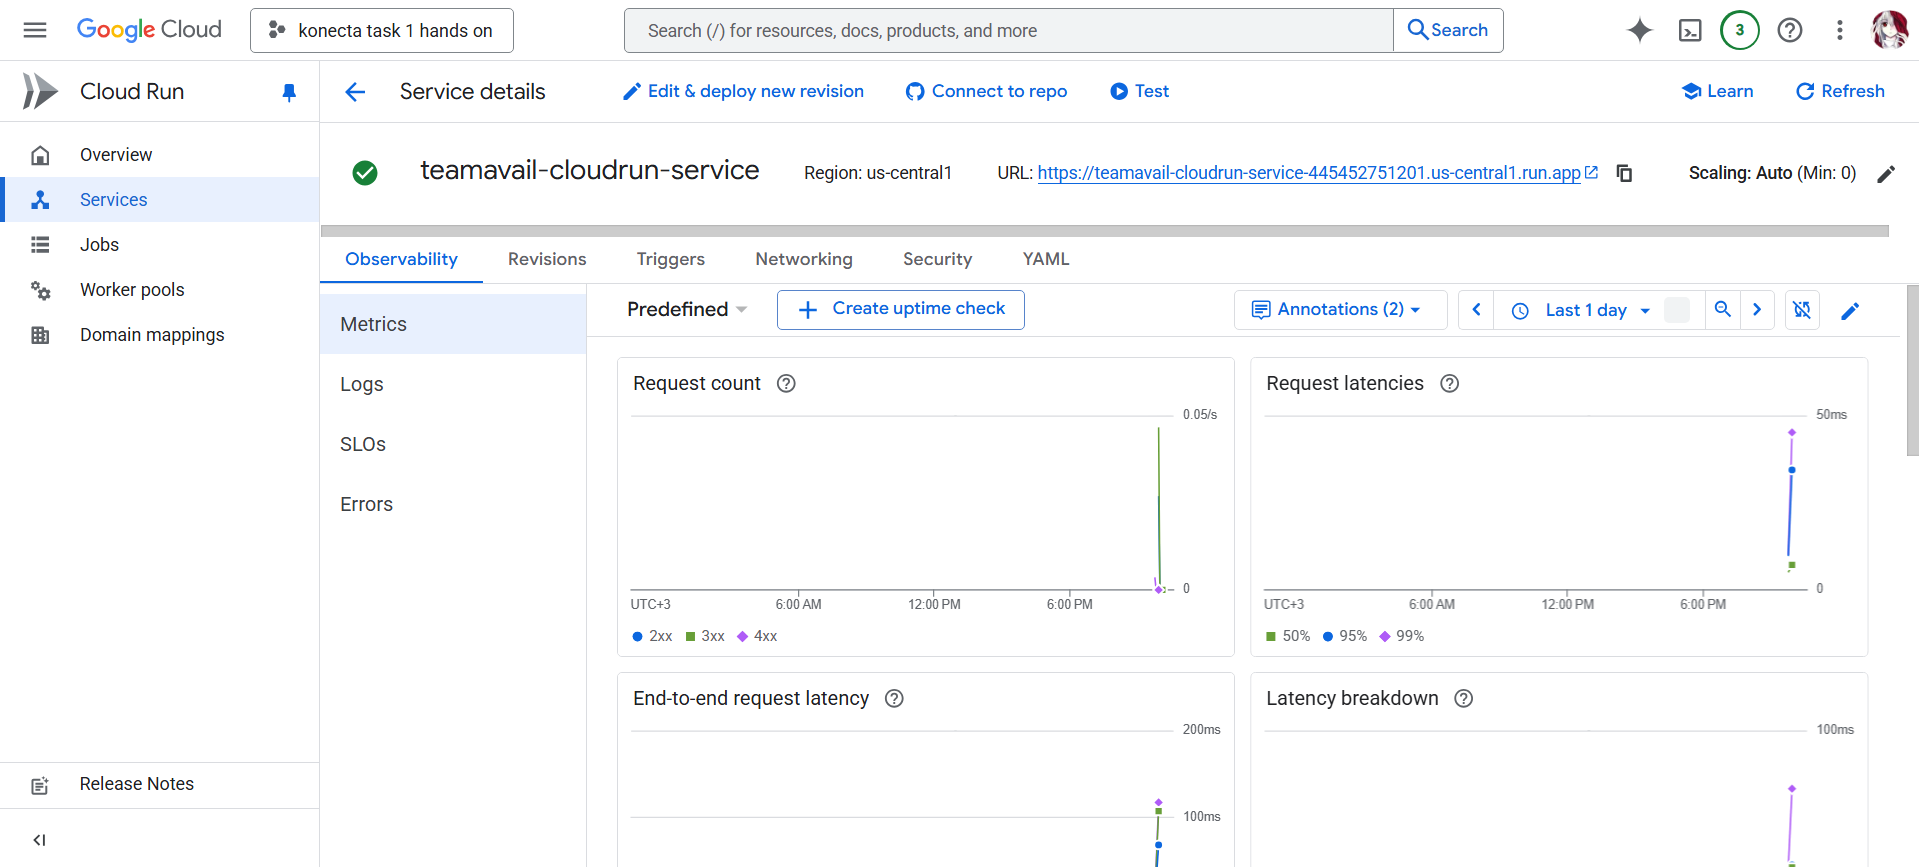 Google Cloud
konecta task 1 hands on
Search (/) for resources, docs, products, and more
Search
3
Cloud Run
Service details
Edit & deploy new revision
Connect to repo
Test
Learn
Refresh
Overview
Services
Jobs
Worker pools
Domain mappings
Release Notes
teamavail-cloudrun-service
Region: us-central1
URL: https://teamavail-cloudrun-service-445452751201.us-central1.run.app
Scaling: Auto (Min: 0)
Observability
Revisions
Triggers
Networking
Security
YAML
Metrics
Logs
SLOs
Errors
Predefined
Create uptime check
Annotations (2)
Last 1 day
Request count
0.05/s
0
UTC+3
6:00 AM
12:00 PM
6:00 PM
2xx
3xx
4xx
Request latencies
50ms
0
UTC+3
6:00 AM
12:00 PM
6:00 PM
50%
95%
99%
End-to-end request latency
200ms
100ms
Latency breakdown
100ms